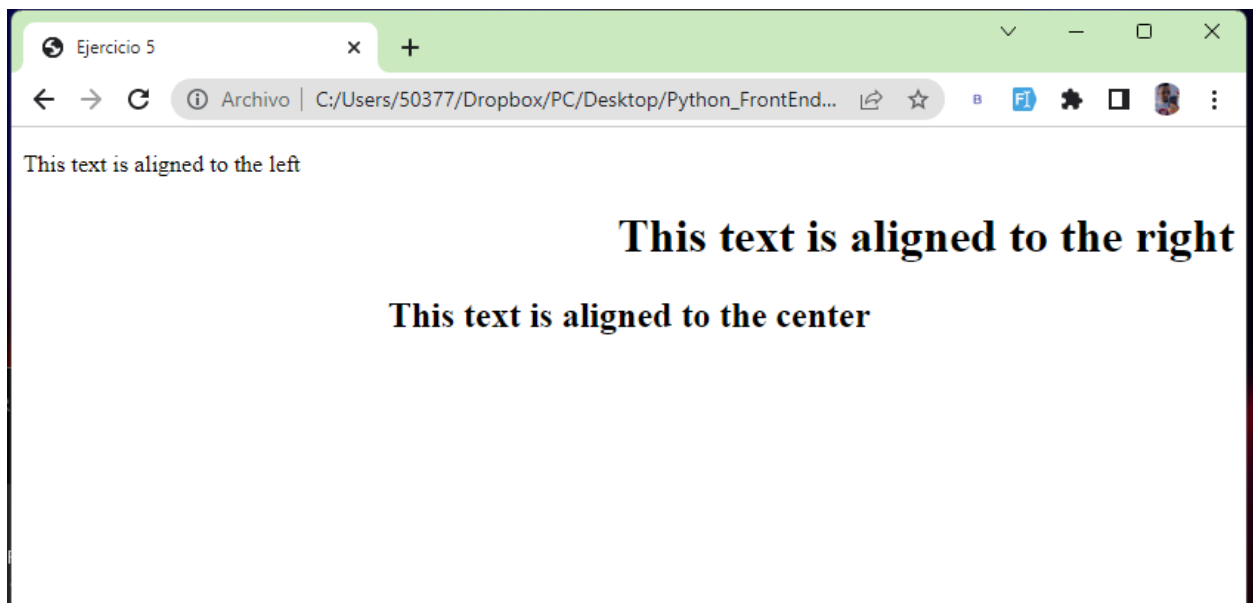 Ejercicio 5
Archivo | C:/Users/50377/Dropbox/PC/Desktop/Python_FrontEnd...
B
FI
This text is aligned to the left
This text is aligned to the right
This text is aligned to the center